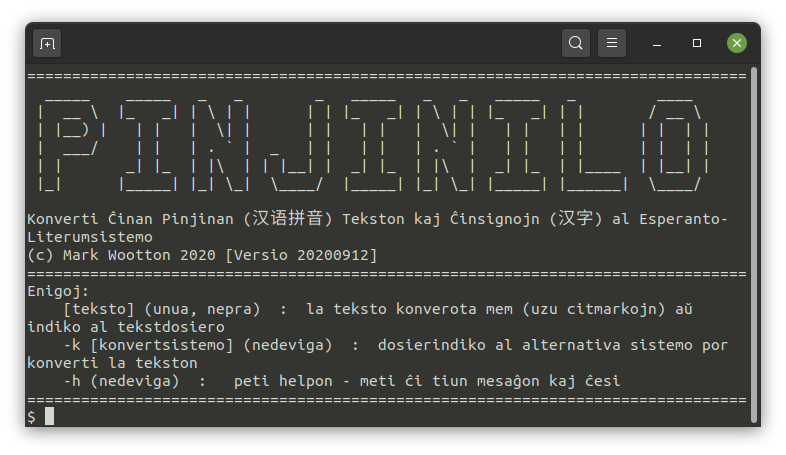 ================================================================================
PINJINILO
Konverti Ĉinan Pinjinan (汉语拼音) Tekston kaj Ĉinsignojn (汉字) al Esperanto-
Literumsistemo
(c) Mark Wootton 2020 [Versio 20200912]
================================================================================
Enigoj:
    [teksto] (unua, nepra)  :  la teksto konverota mem (uzu citmarkojn) aŭ
indiko al tekstdosiero
    -k [konvertsistemo] (nedeviga)  :  dosierindiko al alternativa sistemo por
konverti la tekston
    -h (nedeviga)  :   peti helpon - meti ĉi tiun mesaĝon kaj ĉesi
================================================================================
$